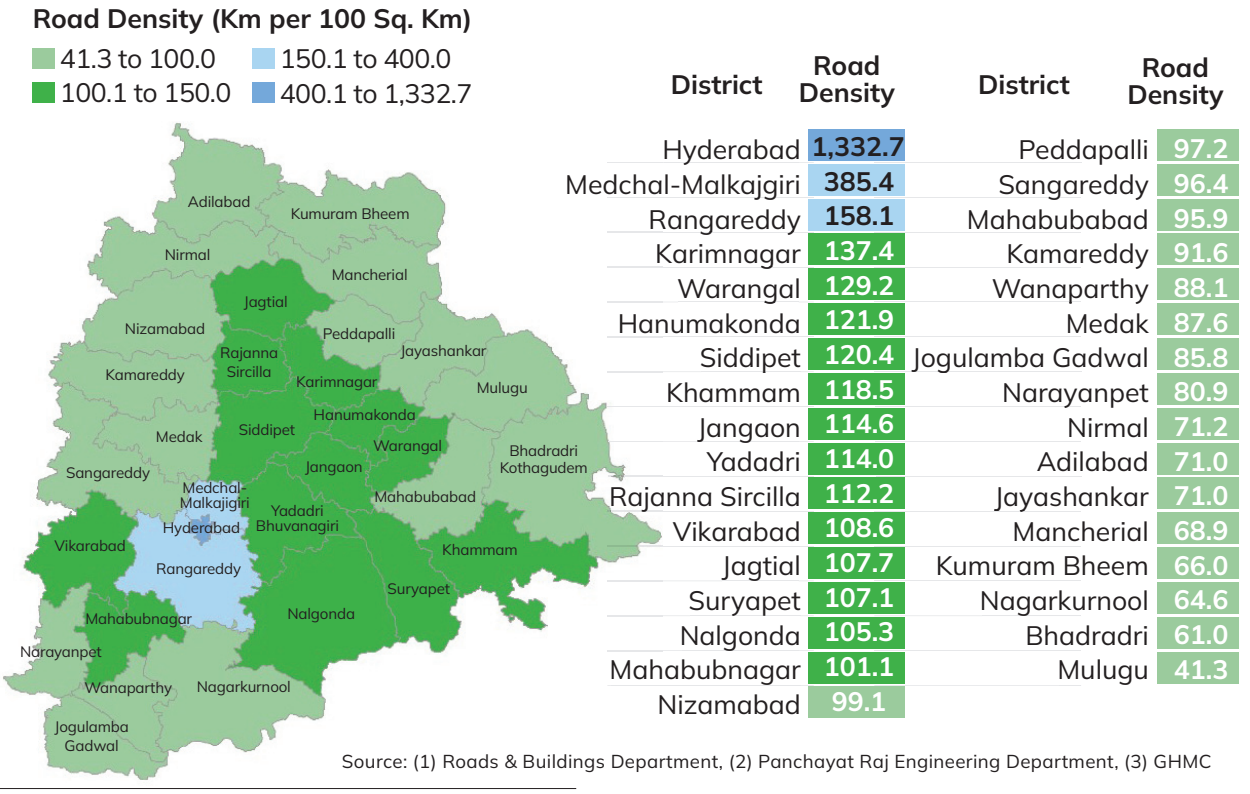 Road Density (Km per 100 Sq. Km)
41.3 to 100.0
150.1 to 400.0
100.1 to 150.0
400.1 to 1,332.7
Adilabad
Kumuram Bheem
Nirmal
Mancherial
Jagtial
Nizamabad
Peddapalli
Jayashankar
Rajanna
Sircilla
Kamareddy
Karimnagar
Mulugu
Hanumakonda
Siddipet
Medak
Warangal
Bhadradri
Kothagudem
Jangaon
Sangareddy
Medchal-
Malkajigiri
Mahabubabad
Yadadri
Bhuvanagiri
Hyderabad
Vikarabad
Khammam
Rangareddy
Suryapet
Nalgonda
Mahabubnagar
Narayanpet
Wanaparthy
Nagarkurnool
Jogulamba
Gadwal
District
Road
Density
Hyderabad 1,332.7
Medchal-Malkajgiri 385.4
Rangareddy 158.1
Karimnagar 137.4
Warangal 129.2
Hanumakonda 121.9
Siddipet 120.4
Khammam 118.5
Jangaon 114.6
Yadadri 114.0
Rajanna Sircilla 112.2
Vikarabad 108.6
Jagtial 107.7
Suryapet 107.1
Nalgonda 105.3
Mahabubnagar 101.1
Nizamabad 99.1
District
Road
Density
Peddapalli 97.2
Sangareddy 96.4
Mahabubabad 95.9
Kamareddy 91.6
Wanaparthy 88.1
Medak 87.6
Jogulamba Gadwal 85.8
Narayanpet 80.9
Nirmal 71.2
Adilabad 71.0
Jayashankar 71.0
Mancherial 68.9
Kumuram Bheem 66.0
Nagarkurnool 64.6
Bhadradri 61.0
Mulugu 41.3
Source: (1) Roads & Buildings Department, (2) Panchayat Raj Engineering Department, (3) GHMC